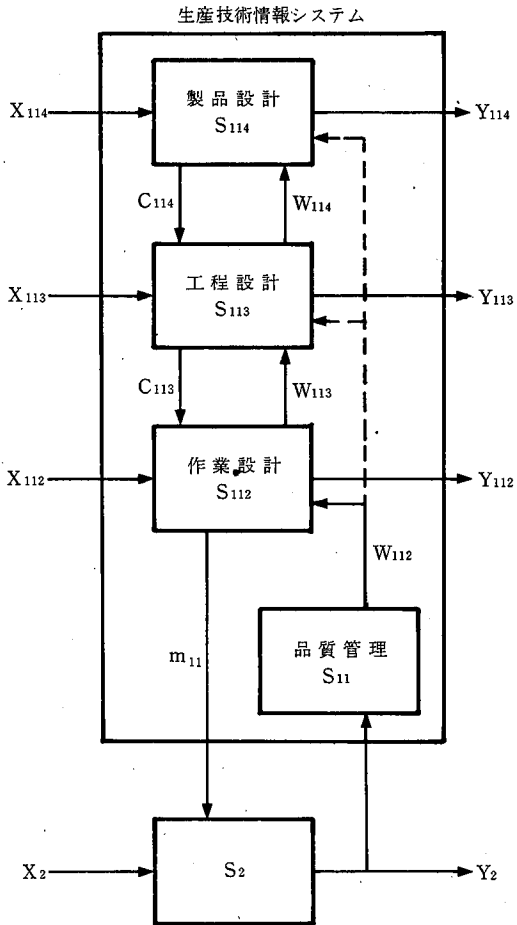 生産技術情報システム
製品設計
S114
X114
Y114
C114
W114
工程設計
S113
X113
Y113
C113
W113
作業設計
S112
X112
Y112
W112
m11
品質管理
S11
S2
X2
Y2